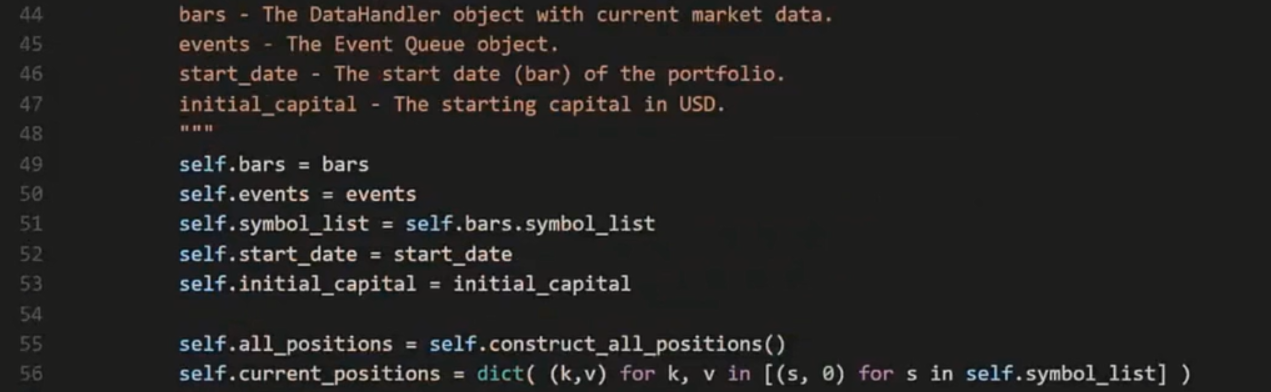 44 bars - The DataHandler object with current market data.
45 events - The Event Queue object.
46 start_date - The start date (bar) of the portfolio.
47 initial_capital - The starting capital in USD.
48 """
49 self.bars = bars
50 self.events = events
51 self.symbol_list = self.bars.symbol_list
52 self.start_date = start_date
53 self.initial_capital = initial_capital
54
55 self.all_positions = self.construct_all_positions()
56 self.current_positions = dict( (k,v) for k, v in [(s, 0) for s in self.symbol_list] )